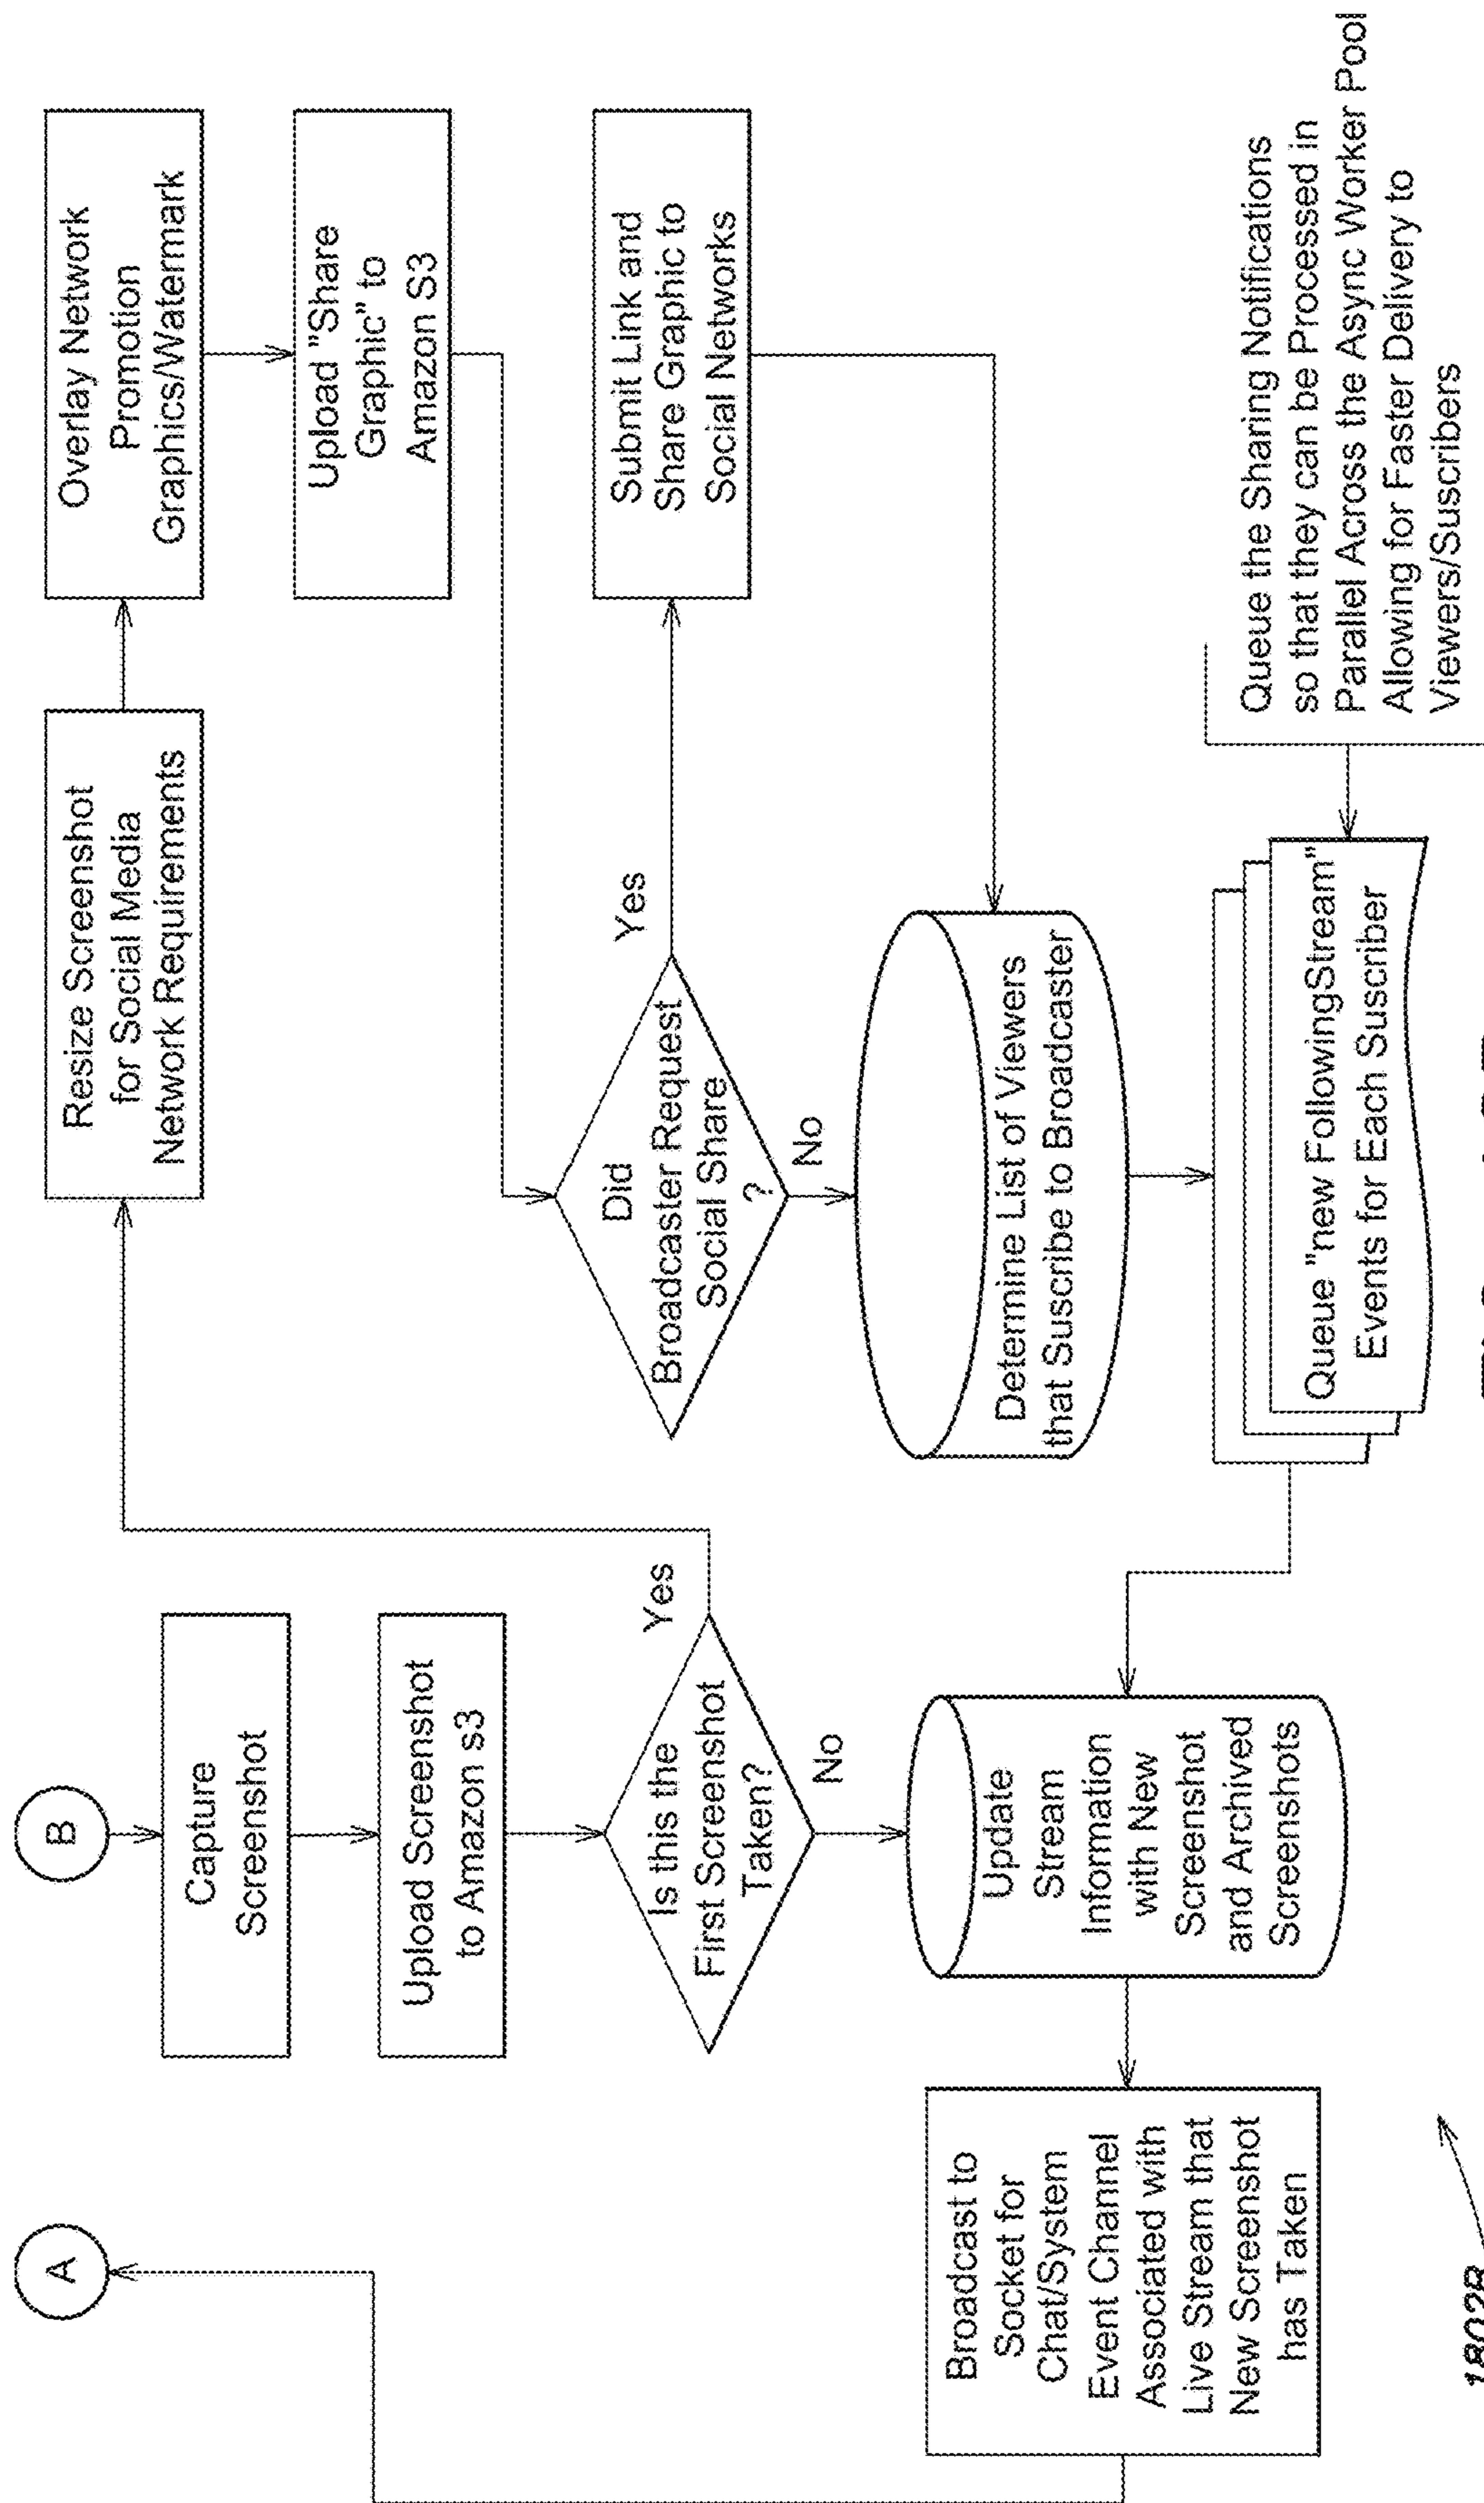 A
B
Capture
Screenshot
Upload Screenshot
to Amazon s3
Is this the
First Screenshot
Taken?
Yes
No
Update
Stream
Information
with New
Screenshot
and Archived
Screenshots
Broadcast to
Socket for
Chat/System
Event Channel
Associated with
Live Stream that
New Screenshot
has Taken
Resize Screenshot
for Social Media
Network Requirements
Overlay Network
Promotion
Graphics/Watermark
Upload "Share
Graphic" to
Amazon S3
Did
Broadcaster Request
Social Share
?
Yes
No
Submit Link and
Share Graphic to
Social Networks
Determine List of Viewers
that Suscribe to Broadcaster
Queue "new FollowingStream"
Events for Each Suscriber
Queue the Sharing Notifications
so that they can be Processed in
Parallel Across the Async Worker Pool
Allowing for Faster Delivery to
Viewers/Suscribers
1802B